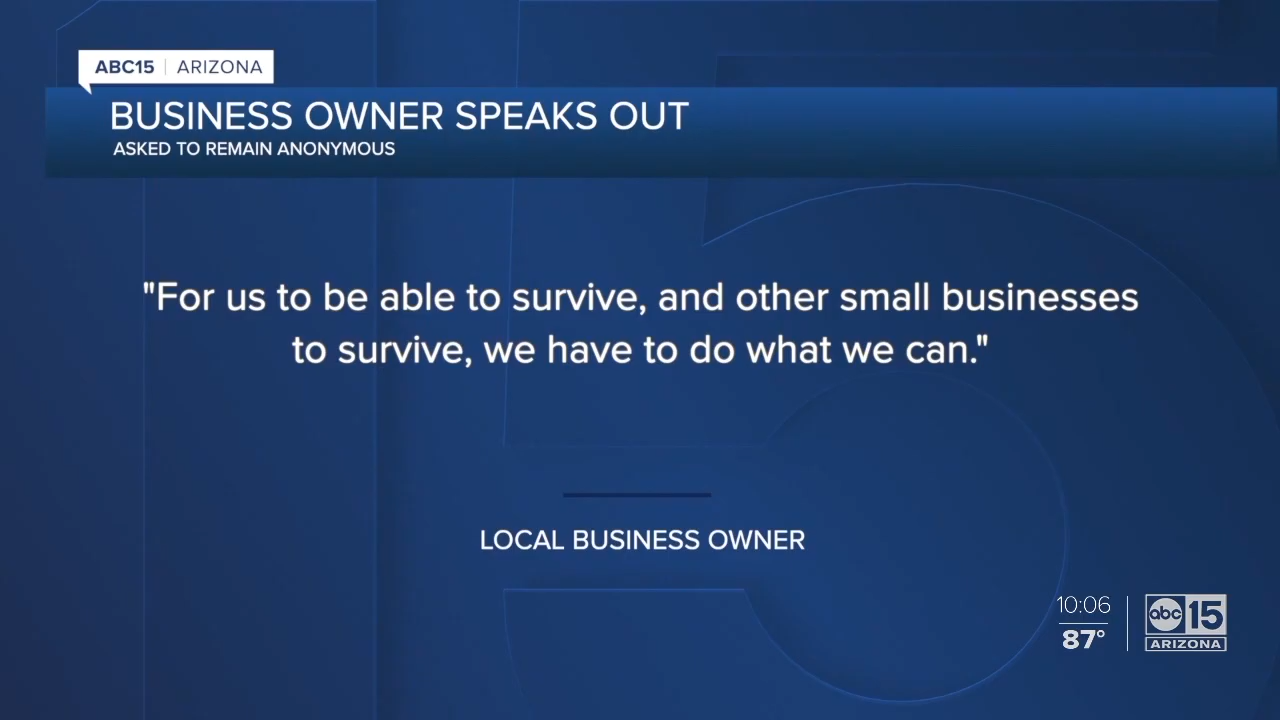 ABC15 | ARIZONA
BUSINESS OWNER SPEAKS OUT
ASKED TO REMAIN ANONYMOUS
"For us to be able to survive, and other small businesses
to survive, we have to do what we can."
LOCAL BUSINESS OWNER
10:06
87°
abc 15
ARIZONA